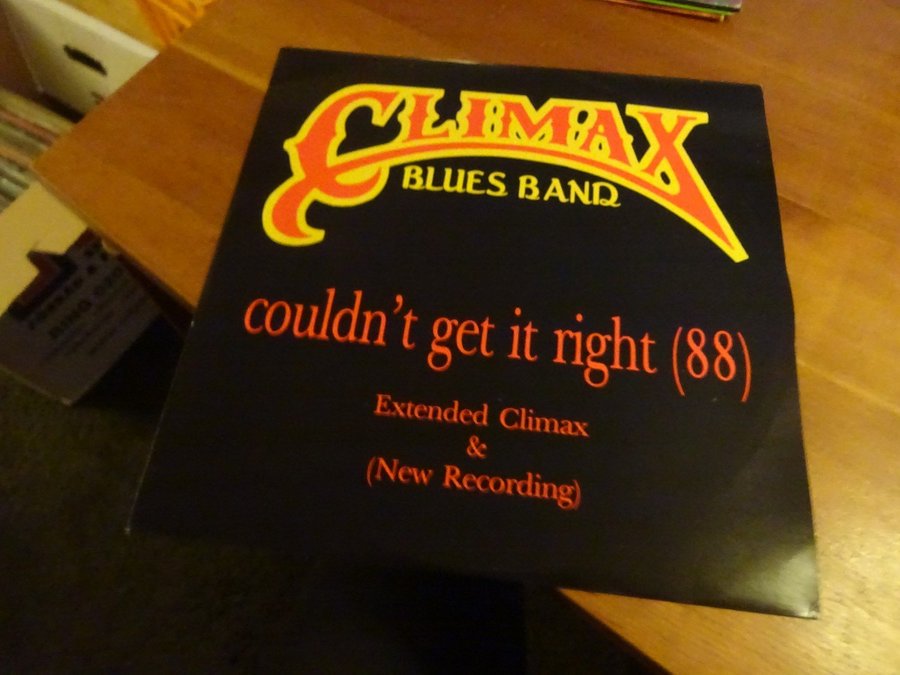 CLIMAX
BLUES BAND
couldn't get it right (88)
Extended Climax
&
(New Recording)